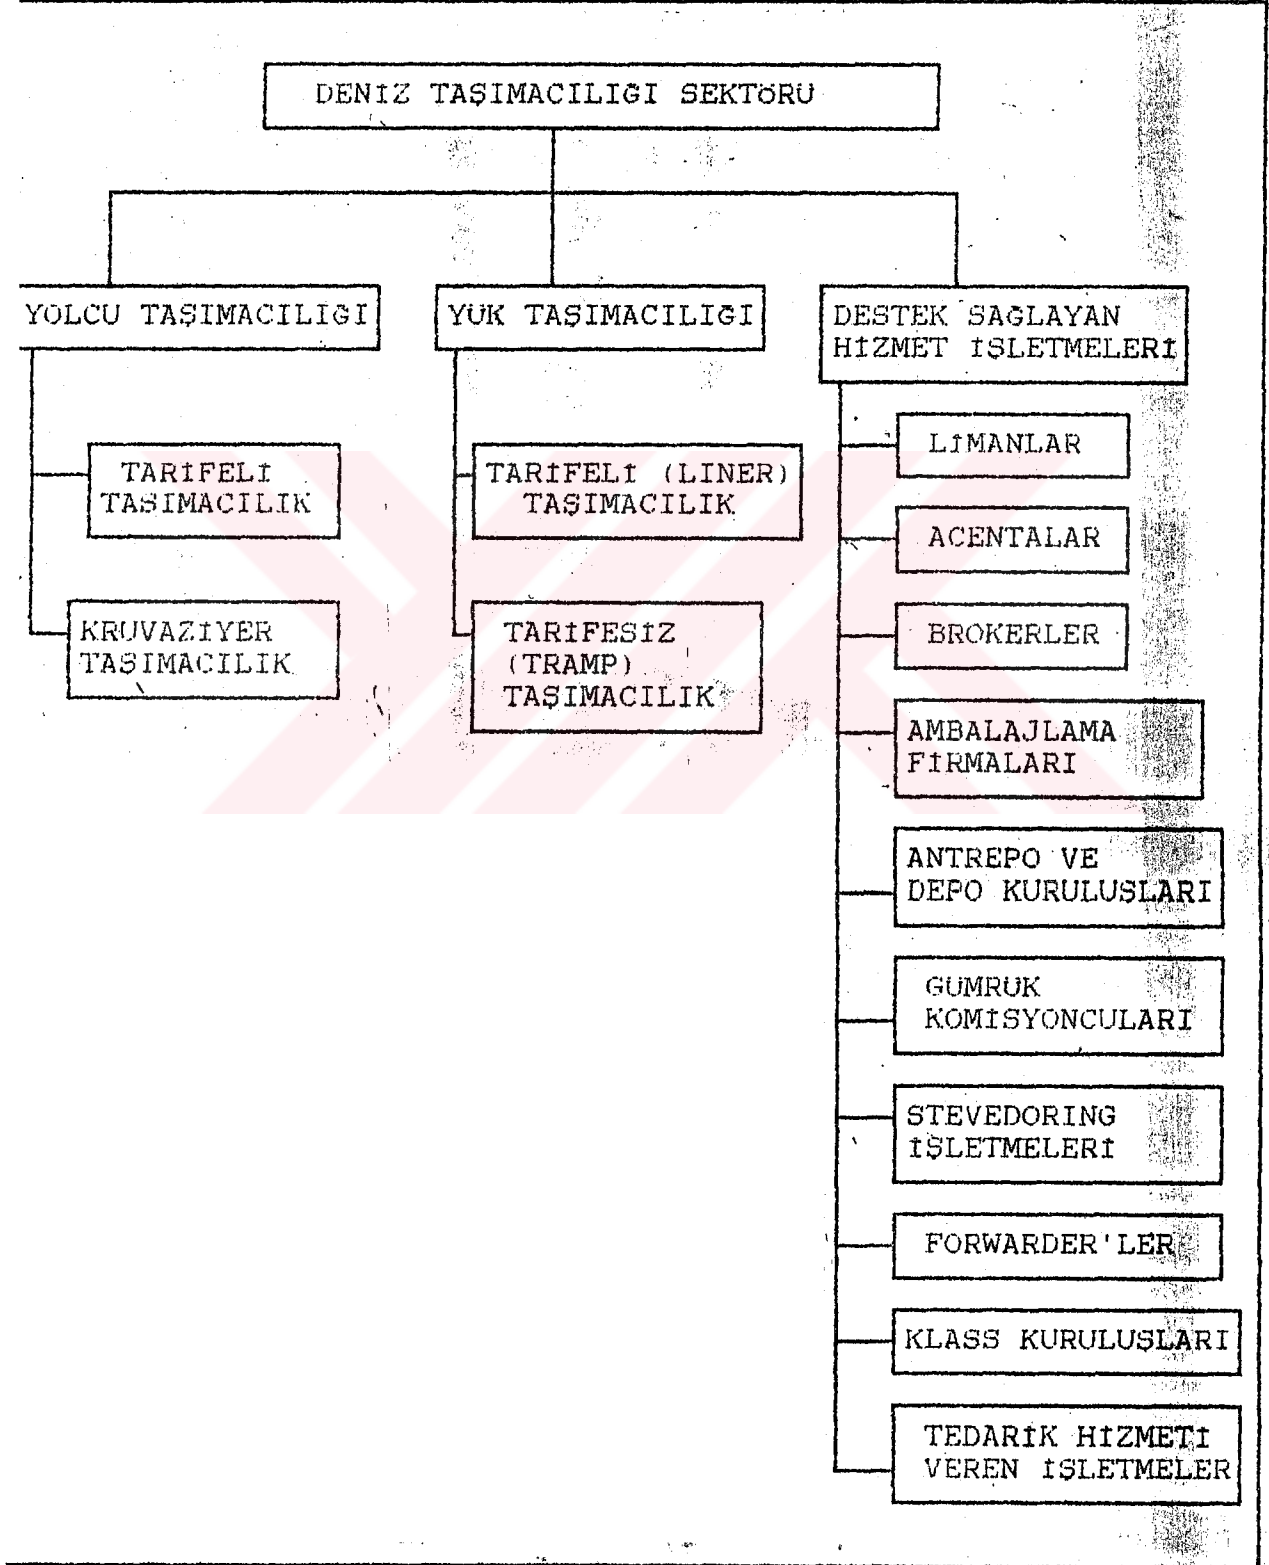 DENİZ TAŞIMACILIĞI SEKTÖRÜ
YOLCU TAŞIMACILIĞI
YÜK TAŞIMACILIĞI
DESTEK SAĞLAYAN
HİZMET İŞLETMELERİ
TARİFELİ
TAŞIMACILIK
KRUVAZİYER
TAŞIMACILIK
TARİFELİ (LINER)
TAŞIMACILIK
TARİFESİZ
(TRAMP)
TAŞIMACILIK
LİMANLAR
ACENTALAR
BROKERLER
AMBALAJLAMA
FİRMALARI
ANTREPO VE
DEPO KURULUŞLARI
GÜMRÜK
KOMİSYONCULARI
STEVEDORING
İŞLETMELERİ
FORWARDER'LER
KLASS KURULUŞLARI
TEDARİK HİZMETİ
VEREN İŞLETMELER